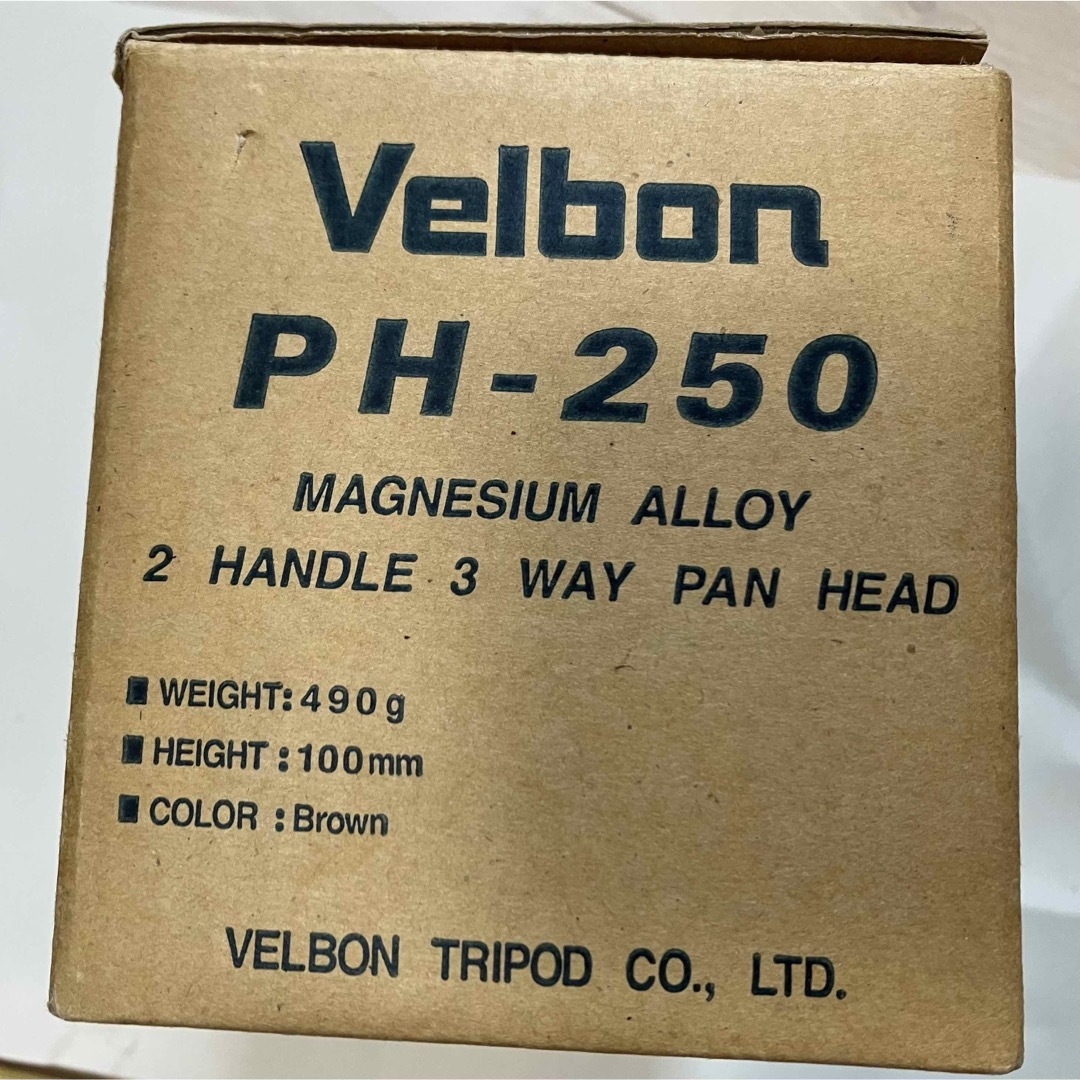 Velbon
PH-250
MAGNESIUM ALLOY
2 HANDLE 3 WAY PAN HEAD
■ WEIGHT: 490g
■ HEIGHT : 100mm
■ COLOR : Brown
VELBON TRIPOD CO., LTD.